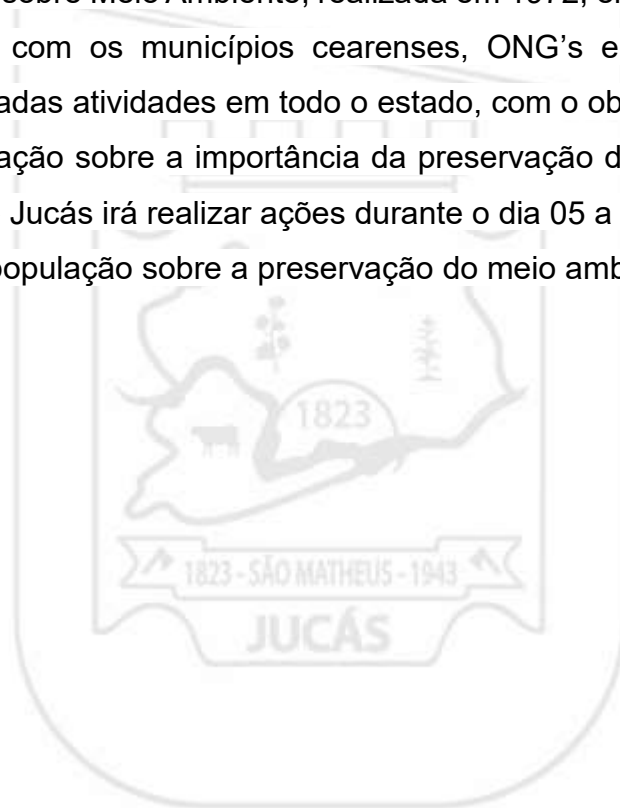 sobre Meio Ambiente, realizada em 1972,
com os municípios cearenses, ONG's e
adas atividades em todo o estado, com o ob
ação sobre a importância da preservação d
Jucás irá realizar ações durante o dia 05 a
população sobre a preservação do meio amb
1823
1823 - SÃO MATHEUS - 1943
JUCÁS